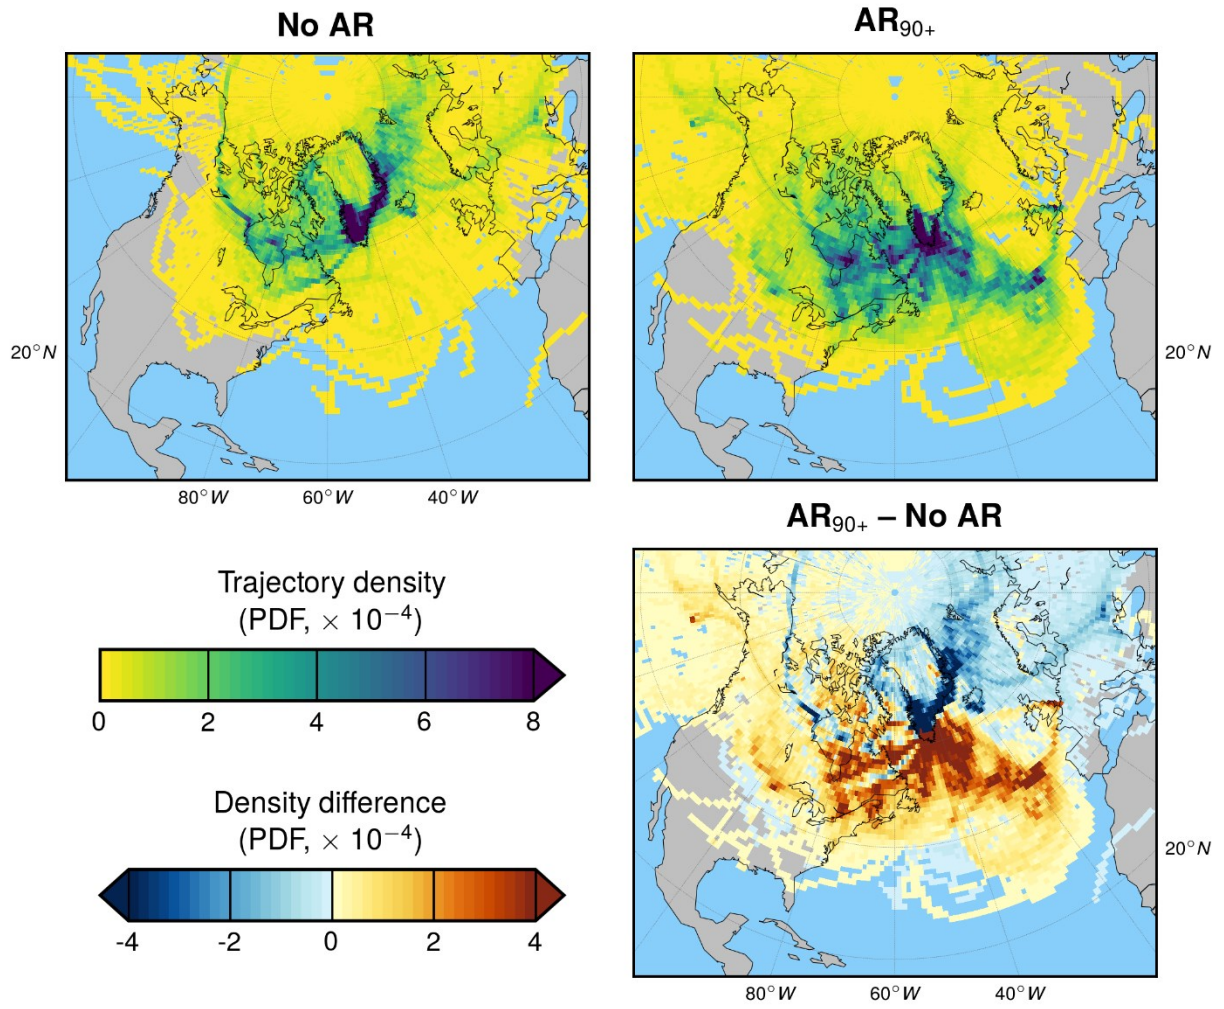 No AR
AR₉₀₊
20°N
20°N
80°W
60°W
40°W
AR₉₀₊ – No AR
Trajectory density
(PDF, × 10⁻⁴)
0 2 4 6 8
Density difference
(PDF, × 10⁻⁴)
-4 -2 0 2 4
20°N
80°W
60°W
40°W